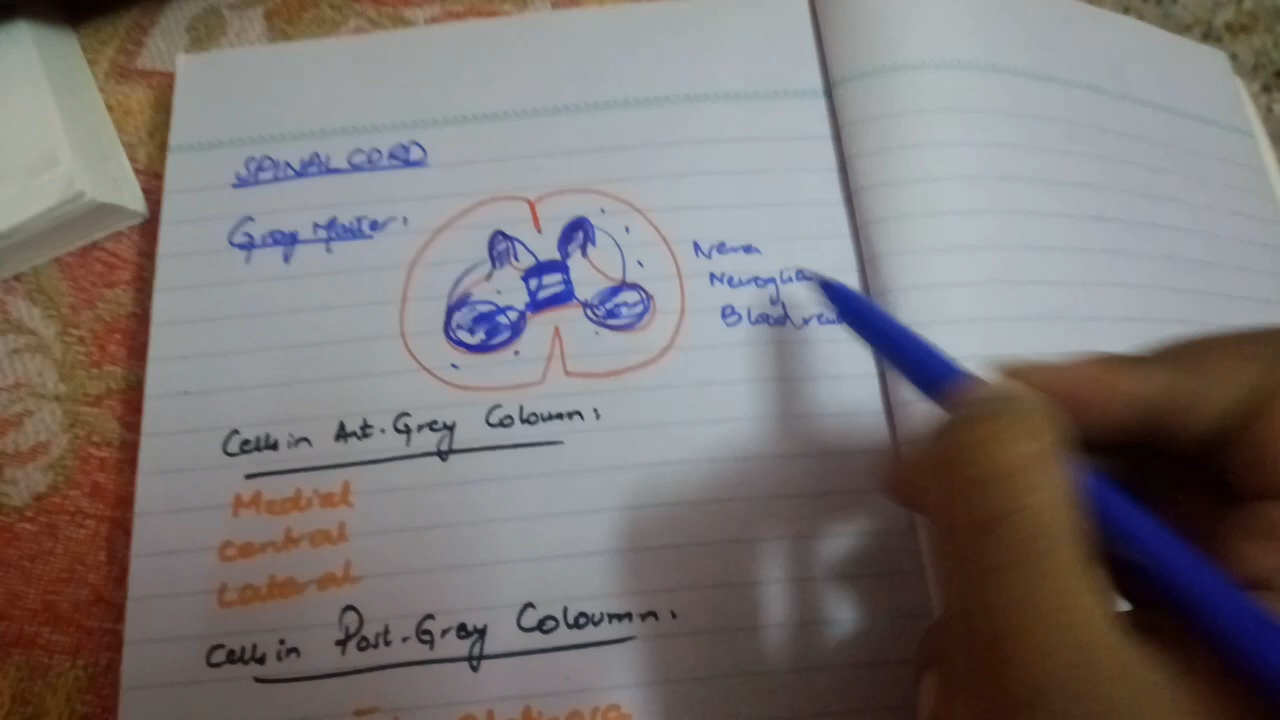 SPINAL CORD
Grey Matter:
Neuroglia
Blood
Cells in Ant. Grey Coloumn:
Medial
Central
Lateral
Cells in Post. Grey Coloumn.